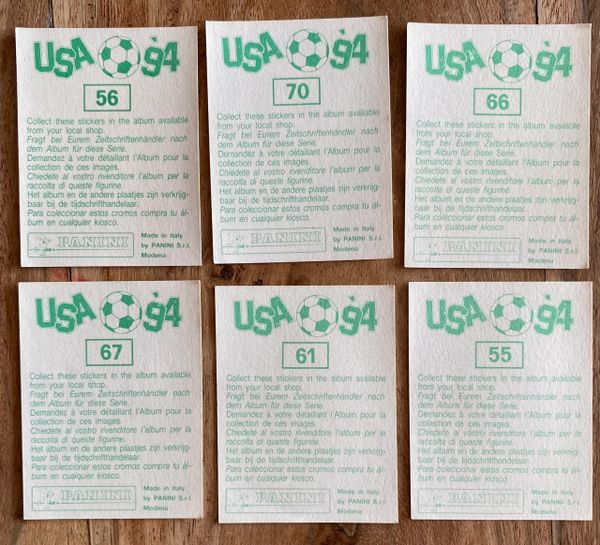 USA 94
56
Collect these stickers in the album available
from your local shop.
Fragt bei Eurem Zeitschriftenhändler nach
dem Album für diese Serie.
Demandez à votre détaillant l'Album pour la
collection de ces images.
Chiedete al vostro rivenditore l'album per la
raccolta di queste figurine.
Het album en de andere plaatjes zijn verkrijg-
baar bij de tijdschrifthandelaar.
Para coleccionar estos cromos compra tu ál-
bum en cualquier kiosco.
PANINI
Made in Italy
by PANINI S.r.l.
Modena
USA 94
70
Collect these stickers in the album available
from your local shop.
Fragt bei Eurem Zeitschriftenhändler nach
dem Album für diese Serie.
Demandez à votre détaillant l'Album pour la
collection de ces images.
Chiedete al vostro rivenditore l'album per la
raccolta di queste figurine.
Het album en de andere plaatjes zijn verkrijg-
baar bij de tijdschrifthandelaar.
Para coleccionar estos cromos compra tu ál-
bum en cualquier kiosco.
PANINI
Made in Italy
by PANINI S.r.l.
Modena
USA 94
66
Collect these stickers in the album available
from your local shop.
Fragt bei Eurem Zeitschriftenhändler nach
dem Album für diese Serie.
Demandez à votre détaillant l'Album pour la
collection de ces images.
Chiedete al vostro rivenditore l'album per la
raccolta di queste figurine.
Het album en de andere plaatjes zijn verkrijg-
baar bij de tijdschrifthandelaar.
Para coleccionar estos cromos compra tu ál-
bum en cualquier kiosco.
PANINI
Made in Italy
by PANINI S.r.l.
Modena
USA 94
67
Collect these stickers in the album available
from your local shop.
Fragt bei Eurem Zeitschriftenhändler nach
dem Album für diese Serie.
Demandez à votre détaillant l'Album pour la
collection de ces images.
Chiedete al vostro rivenditore l'album per la
raccolta di queste figurine.
Het album en de andere plaatjes zijn verkrijg-
baar bij de tijdschrifthandelaar.
Para coleccionar estos cromos compra tu ál-
bum en cualquier kiosco.
PANINI
Made in Italy
by PANINI S.r.l.
Modena
USA 94
61
Collect these stickers in the album available
from your local shop.
Fragt bei Eurem Zeitschriftenhändler nach
dem Album für diese Serie.
Demandez à votre détaillant l'Album pour la
collection de ces images.
Chiedete al vostro rivenditore l'album per la
raccolta di queste figurine.
Het album en de andere plaatjes zijn verkrijg-
baar bij de tijdschrifthandelaar.
Para coleccionar estos cromos compra tu ál-
bum en cualquier kiosco.
PANINI
Made in Italy
by PANINI S.r.l.
Modena
USA 94
55
Collect these stickers in the album available
from your local shop.
Fragt bei Eurem Zeitschriftenhändler nach
dem Album für diese Serie.
Demandez à votre détaillant l'Album pour la
collection de ces images.
Chiedete al vostro rivenditore l'album per la
raccolta di queste figurine.
Het album en de andere plaatjes zijn verkrijg-
baar bij de tijdschrifthandelaar.
Para coleccionar estos cromos compra tu ál-
bum en cualquier kiosco.
PANINI
Made in Italy
by PANINI S.r.l.
Modena